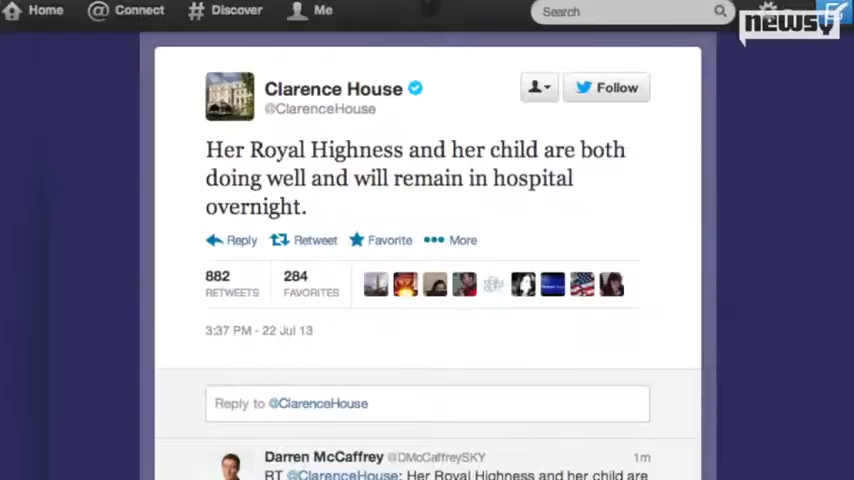 Home @ Connect # Discover Me Search
newsy
Clarence House
@ClarenceHouse
Follow
Her Royal Highness and her child are both
doing well and will remain in hospital
overnight.
Reply Retweet Favorite More
882 284
RETWEETS FAVORITES
3:37 PM - 22 Jul 13
Reply to @ClarenceHouse
Darren McCaffrey @DMcCaffreySKY 1m
RT @ClarenceHouse: Her Royal Highness and her child are